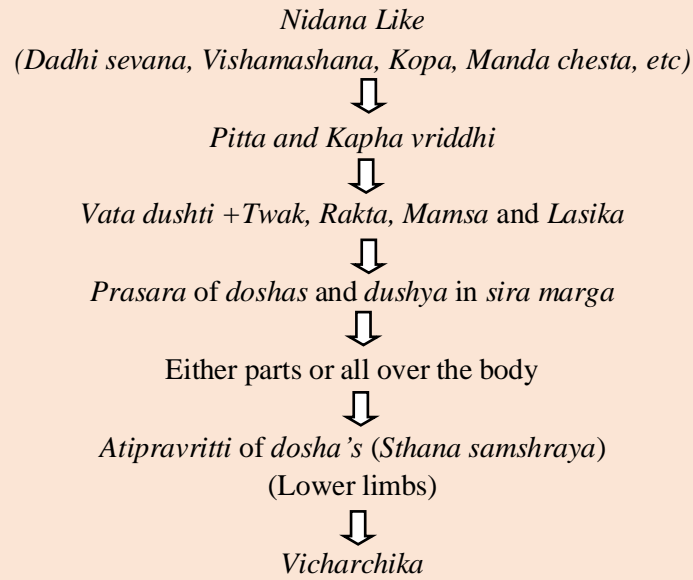 Nidana Like
(Dadhi sevana, Vishamashana, Kopa, Manda chesta, etc)
Pitta and Kapha vriddhi
Vata dushti +Twak, Rakta, Mamsa and Lasika
Prasara of doshas and dushya in sira marga
Either parts or all over the body
Atipravritti of dosha's (Sthana samshraya)
(Lower limbs)
Vicharchika